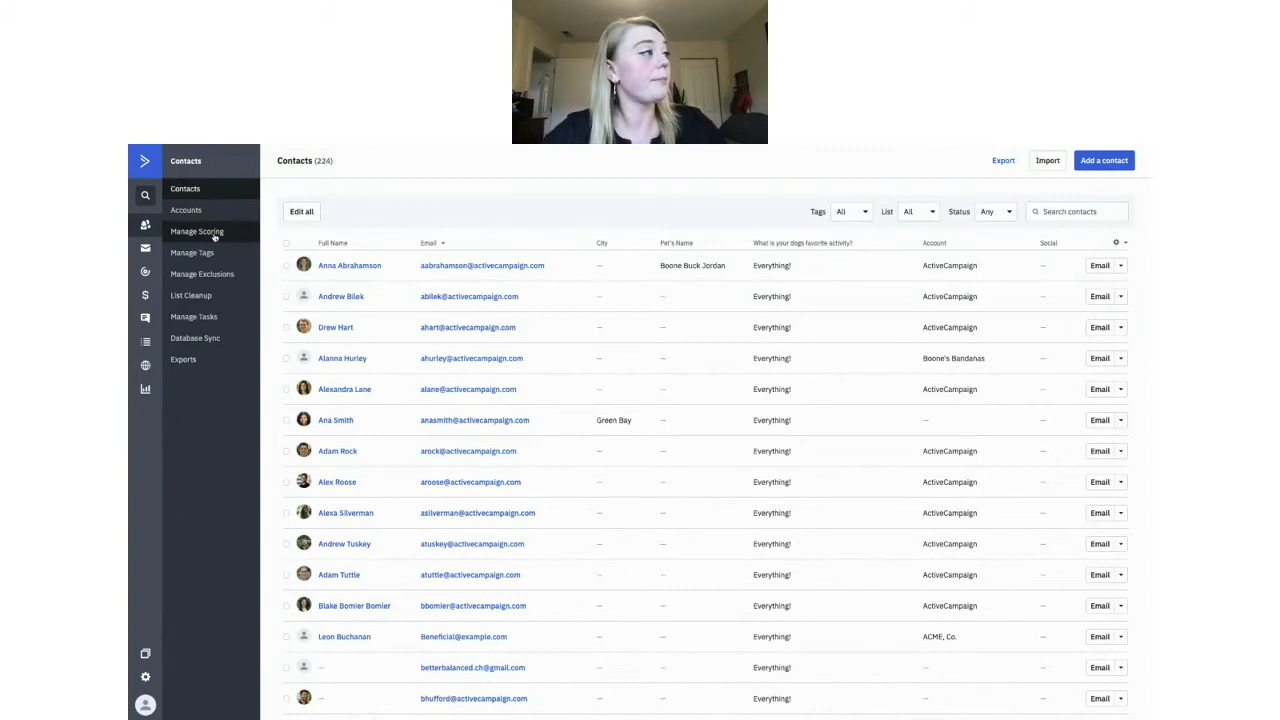 Contacts
Contacts (224)
Export
Import
Add a contact
Contacts
Accounts
Manage Scoring
Manage Tags
Manage Exclusions
List Cleanup
Manage Tasks
Database Sync
Exports
Edit all
Tags All List All Status Any Search contacts
Full Name Email City Pet's Name What is your dogs favorite activity? Account Social
Anna Abrahamson aabrahamson@activecampaign.com — Boone Buck Jordan Everything! ActiveCampaign — Email
Andrew Bilek abilek@activecampaign.com — — Everything! ActiveCampaign — Email
Drew Hart ahart@activecampaign.com — — Everything! ActiveCampaign — Email
Alanna Hurley ahurley@activecampaign.com — — Everything! Boone's Bandanas — Email
Alexandra Lane alane@activecampaign.com — — Everything! ActiveCampaign — Email
Ana Smith anasmith@activecampaign.com Green Bay — Everything! — — Email
Adam Rock arock@activecampaign.com — — Everything! ActiveCampaign — Email
Alex Roose aroose@activecampaign.com — — Everything! ActiveCampaign — Email
Alexa Silverman asilverman@activecampaign.com — — Everything! ActiveCampaign — Email
Andrew Tuskey atuskey@activecampaign.com — — Everything! ActiveCampaign — Email
Adam Tuttle atuttle@activecampaign.com — — Everything! ActiveCampaign — Email
Blake Bomier Bomier bbomier@activecampaign.com — — Everything! ActiveCampaign — Email
Leon Buchanan Beneficial@example.com — — Everything! ACME, Co. — Email
— betterbalanced.ch@gmail.com — — Everything! — — Email
— bhufford@activecampaign.com — — Everything! ActiveCampaign — Email